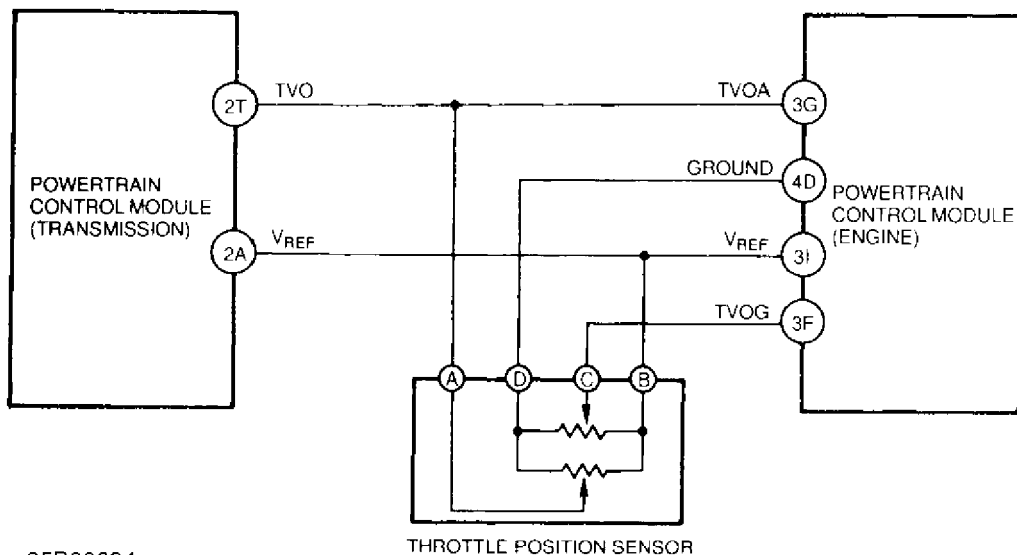 2T
TVO
TVOA
3G
POWERTRAIN
CONTROL MODULE
(TRANSMISSION)
GROUND
4D
POWERTRAIN
CONTROL MODULE
(ENGINE)
2A
VREF
VREF
3I
TVOG
3F
A
D
C
B
THROTTLE POSITION SENSOR